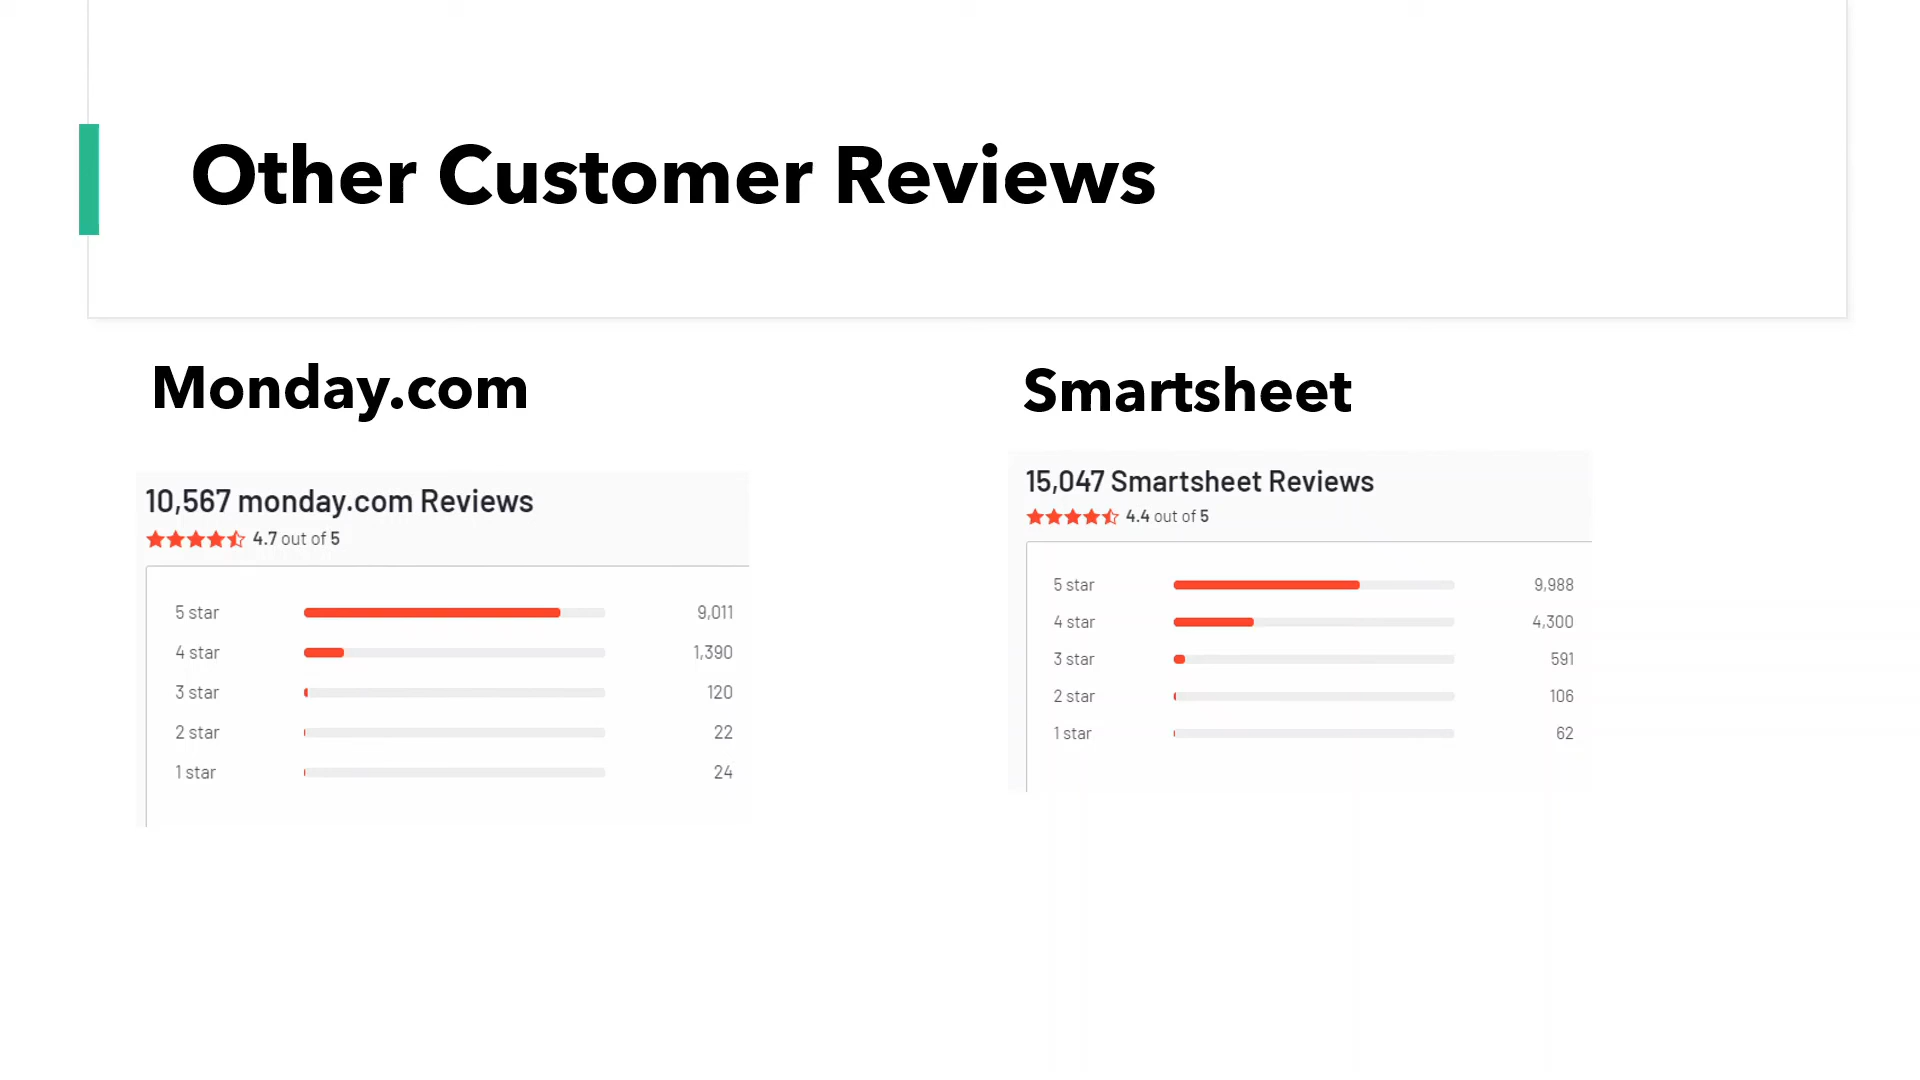 Other Customer Reviews
Monday.com
10,567 monday.com Reviews
4.7 out of 5
5 star 9,011
4 star 1,390
3 star 120
2 star 22
1 star 24
Smartsheet
15,047 Smartsheet Reviews
4.4 out of 5
5 star 9,988
4 star 4,300
3 star 591
2 star 106
1 star 62